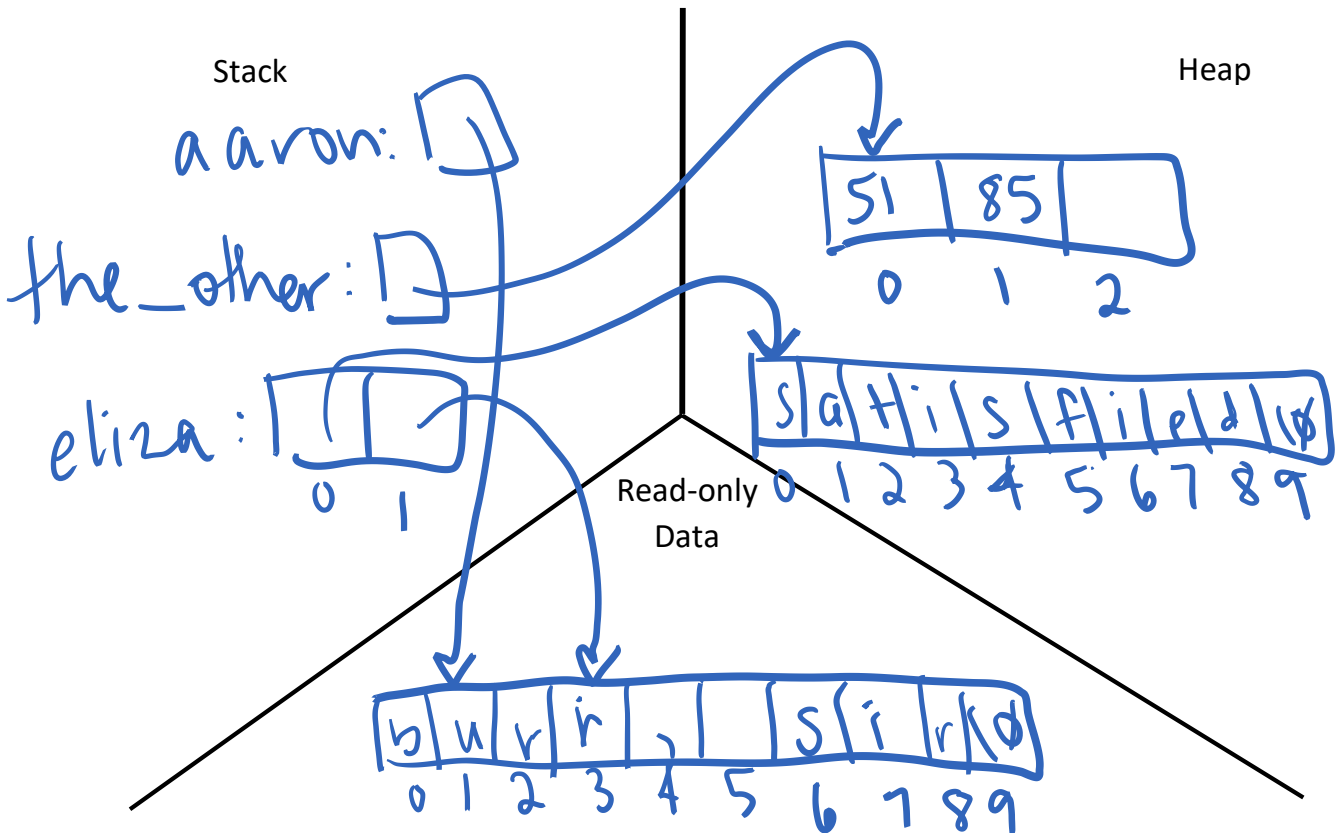 Stack
Heap
aaron:
51 85
0 1 2
the_other:
s a t i s f i e d \0
0 1 2 3 4 5 6 7 8 9
eliza:
0 1
Read-only
Data
b u r r , s i r \0
0 1 2 3 4 5 6 7 8 9